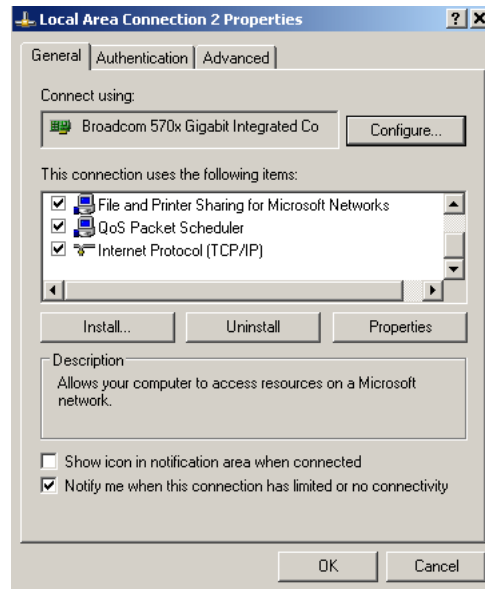 Local Area Connection 2 Properties
General Authentication Advanced
Connect using:
Broadcom 570x Gigabit Integrated Co Configure...
This connection uses the following items:
File and Printer Sharing for Microsoft Networks
QoS Packet Scheduler
Internet Protocol (TCP/IP)
Install... Uninstall Properties
Description
Allows your computer to access resources on a Microsoft
network.
Show icon in notification area when connected
Notify me when this connection has limited or no connectivity
OK Cancel